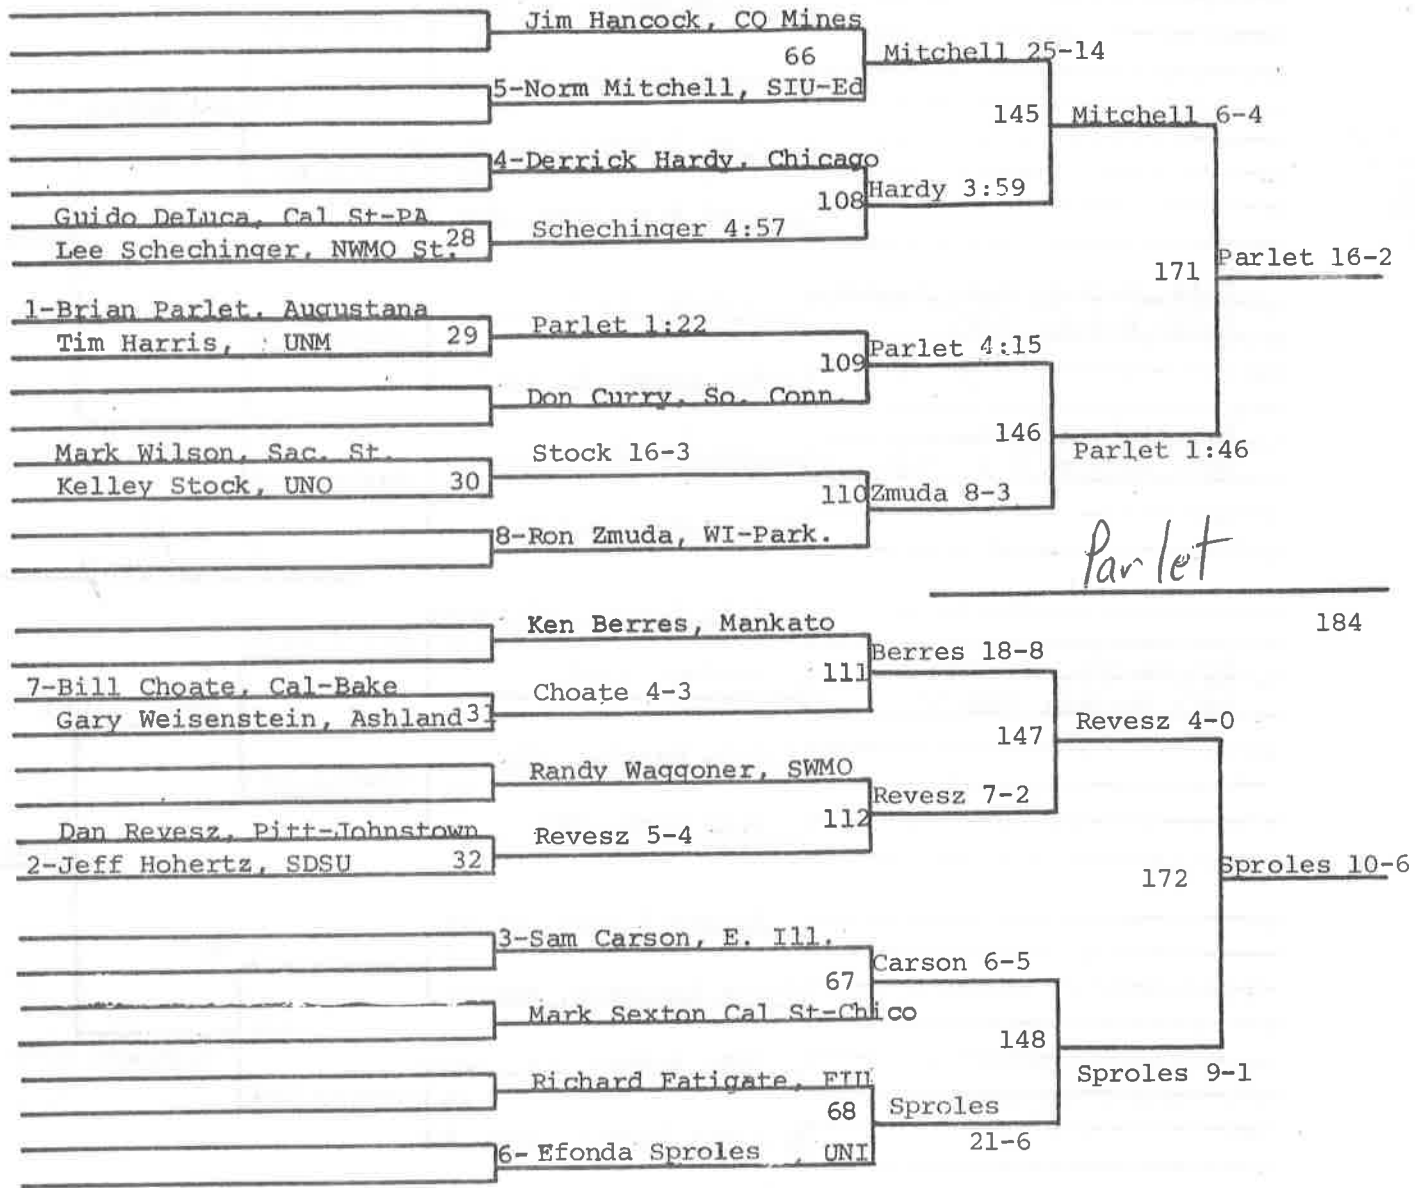 Jim Hancock, CO Mines
66
Mitchell 25-14
5-Norm Mitchell, SIU-Ed
145
Mitchell 6-4
4-Derrick Hardy. Chicago
108
Hardy 3:59
Guido DeLuca, Cal St-PA
Lee Schechinger, NWMO St. 28
Schechinger 4:57
171
Parlet 16-2
1-Brian Parlet. Augustana
Tim Harris, UNM 29
Parlet 1:22
109
Parlet 4:15
Don Curry, So. Conn.
146
Parlet 1:46
Mark Wilson, Sac. St.
Kelley Stock, UNO 30
Stock 16-3
110
Zmuda 8-3
8-Ron Zmuda, WI-Park.
Parlet
184
Ken Berres, Mankato
111
Berres 18-8
7-Bill Choate, Cal-Bake
Gary Weisenstein, Ashland 31
Choate 4-3
147
Revesz 4-0
Randy Waggoner, SWMO
112
Revesz 7-2
Dan Revesz, Pitt-Johnstown
2-Jeff Hohertz, SDSU 32
Revesz 5-4
172
Sproles 10-6
3-Sam Carson, E. Ill.
67
Carson 6-5
Mark Sexton Cal St-Chico
148
Sproles 9-1
Richard Fatigate,
68
Sproles
21-6
6- Efonda Sproles , UNI